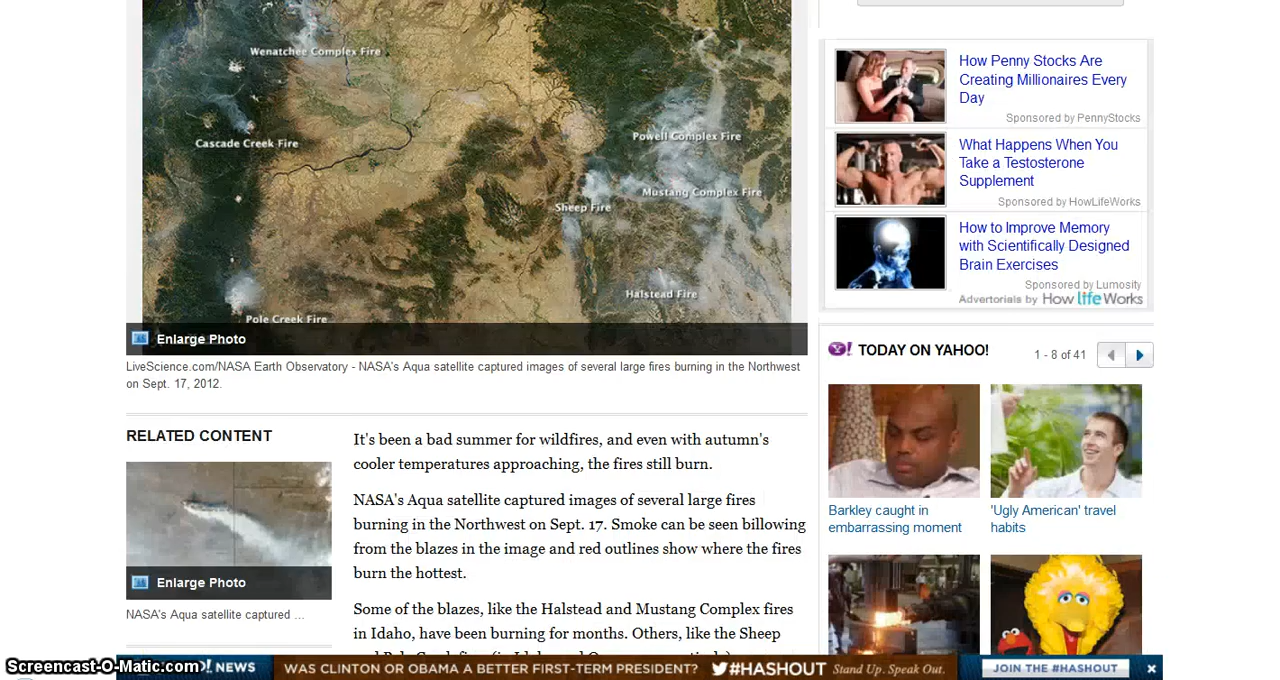 Wenatchee Complex Fire
Cascade Creek Fire
Powell Complex Fire
Mustang Complex Fire
Sheep Fire
Halstead Fire
Pole Creek Fire
Enlarge Photo
LiveScience.com/NASA Earth Observatory - NASA's Aqua satellite captured images of several large fires burning in the Northwest
on Sept. 17, 2012.
RELATED CONTENT
Enlarge Photo
NASA's Aqua satellite captured ...
It's been a bad summer for wildfires, and even with autumn's
cooler temperatures approaching, the fires still burn.
NASA's Aqua satellite captured images of several large fires
burning in the Northwest on Sept. 17. Smoke can be seen billowing
from the blazes in the image and red outlines show where the fires
burn the hottest.
Some of the blazes, like the Halstead and Mustang Complex fires
in Idaho, have been burning for months. Others, like the Sheep
How Penny Stocks Are
Creating Millionaires Every
Day
Sponsored by PennyStocks
What Happens When You
Take a Testosterone
Supplement
Sponsored by HowLifeWorks
How to Improve Memory
with Scientifically Designed
Brain Exercises
Sponsored by Lumosity
Advertorials by How life Works
Y! TODAY ON YAHOO!
1 - 8 of 41
Barkley caught in
embarrassing moment
'Ugly American' travel
habits
Screencast-O-Matic.com
! NEWS
WAS CLINTON OR OBAMA A BETTER FIRST-TERM PRESIDENT?
#HASHOUT Stand Up. Speak Out.
JOIN THE #HASHOUT